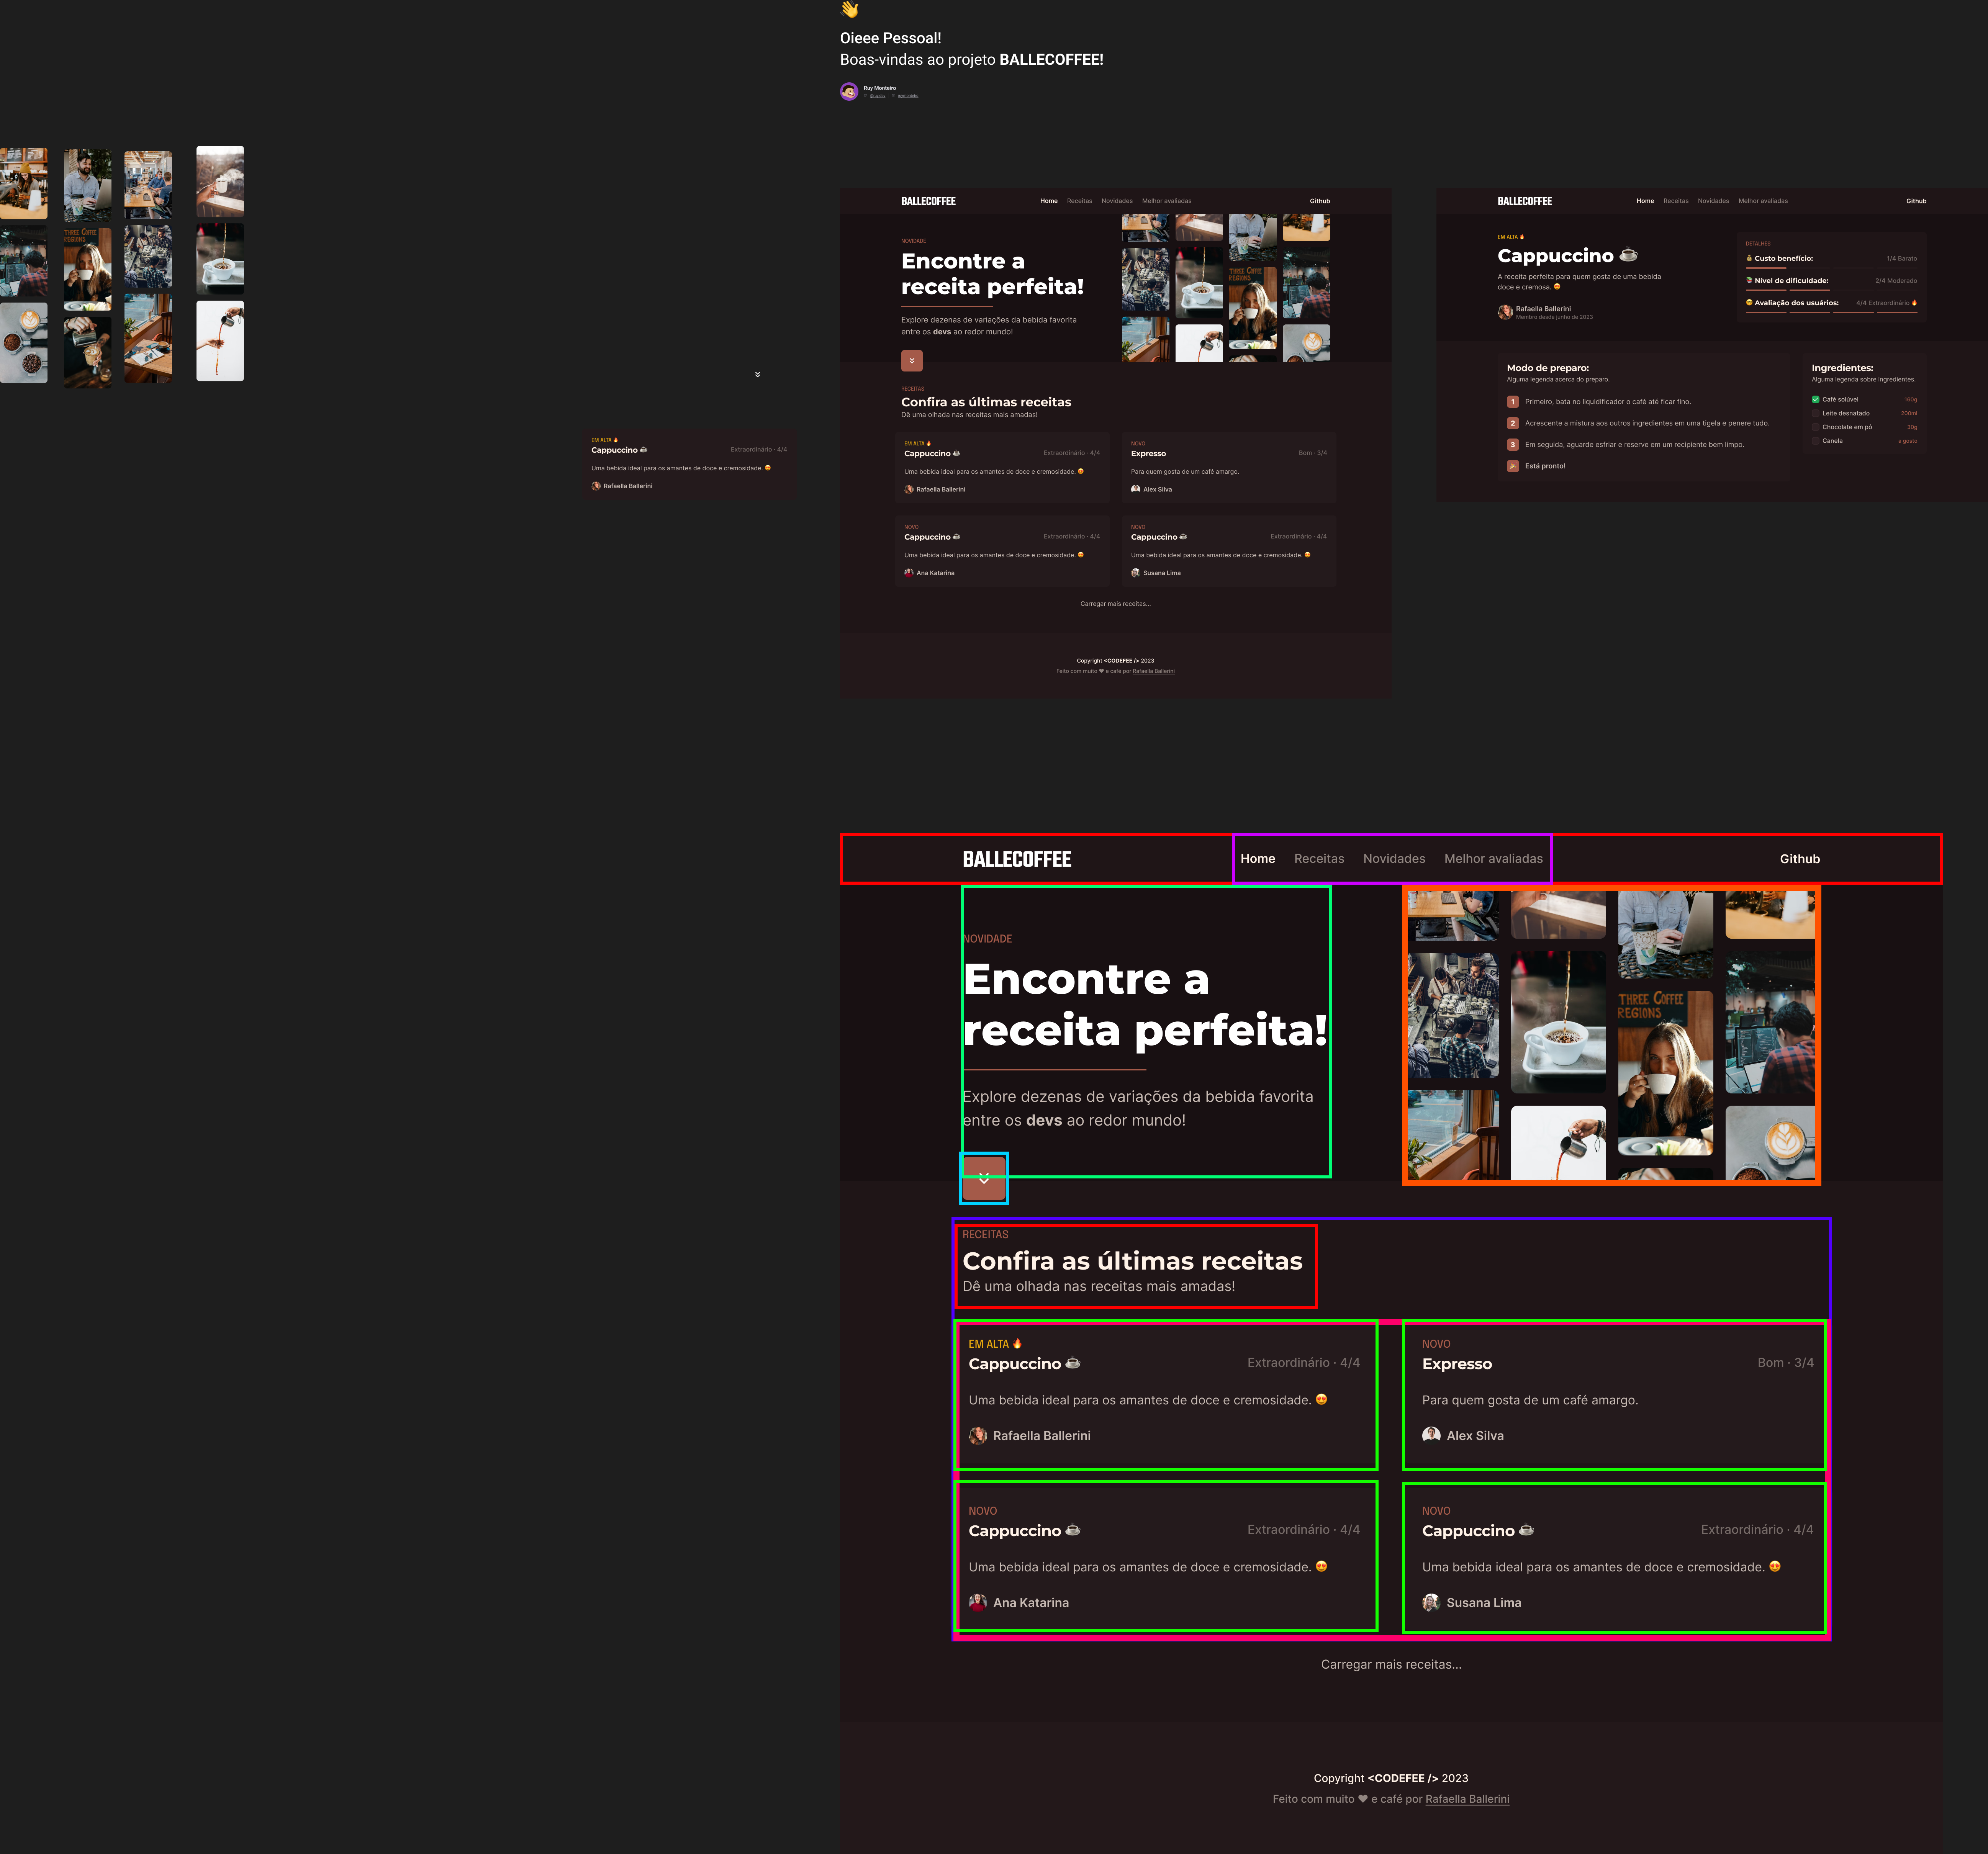 Oieee Pessoal!
Boas-vindas ao projeto BALLECOFFEE!
Ruy Monteiro
EM ALTA 🔥
Cappuccino ☕
Extraordinário · 4/4
Uma bebida ideal para os amantes de doce e cremosidade. 😍
Rafaella Ballerini
BALLECOFFEE
Home Receitas Novidades Melhor avaliadas
Github
NOVIDADE
Encontre a
receita perfeita!
Explore dezenas de variações da bebida favorita
entre os devs ao redor mundo!
THREE COFFEE
REGIONS
RECEITAS
Confira as últimas receitas
Dê uma olhada nas receitas mais amadas!
EM ALTA 🔥
Cappuccino ☕
Extraordinário · 4/4
Uma bebida ideal para os amantes de doce e cremosidade. 😍
Rafaella Ballerini
NOVO
Expresso
Bom · 3/4
Para quem gosta de um café amargo.
Alex Silva
NOVO
Cappuccino ☕
Extraordinário · 4/4
Uma bebida ideal para os amantes de doce e cremosidade. 😍
Ana Katarina
NOVO
Cappuccino ☕
Extraordinário · 4/4
Uma bebida ideal para os amantes de doce e cremosidade. 😍
Susana Lima
Carregar mais receitas...
Copyright <CODEFEE /> 2023
Feito com muito ❤ e café por Rafaella Ballerini
BALLECOFFEE
Home Receitas Novidades Melhor avaliadas
Github
EM ALTA 🔥
Cappuccino ☕
A receita perfeita para quem gosta de uma bebida
doce e cremosa. 😍
Rafaella Ballerini
Membro desde junho de 2023
DETALHES
💰 Custo benefício:
1/4 Barato
📚 Nível de dificuldade:
2/4 Moderado
😎 Avaliação dos usuários:
4/4 Extraordinário 🔥
Modo de preparo:
Alguma legenda acerca do preparo.
1 Primeiro, bata no liquidificador o café até ficar fino.
2 Acrescente a mistura aos outros ingredientes em uma tigela e penere tudo.
3 Em seguida, aguarde esfriar e reserve em um recipiente bem limpo.
Está pronto!
Ingredientes:
Alguma legenda sobre ingredientes.
Café solúvel 160g
Leite desnatado 200ml
Chocolate em pó 30g
Canela a gosto
BALLECOFFEE
Home Receitas Novidades Melhor avaliadas
Github
NOVIDADE
Encontre a
receita perfeita!
Explore dezenas de variações da bebida favorita
entre os devs ao redor mundo!
THREE COFFEE
REGIONS
RECEITAS
Confira as últimas receitas
Dê uma olhada nas receitas mais amadas!
EM ALTA 🔥
Cappuccino ☕
Extraordinário · 4/4
Uma bebida ideal para os amantes de doce e cremosidade. 😍
Rafaella Ballerini
NOVO
Expresso
Bom · 3/4
Para quem gosta de um café amargo.
Alex Silva
NOVO
Cappuccino ☕
Extraordinário · 4/4
Uma bebida ideal para os amantes de doce e cremosidade. 😍
Ana Katarina
NOVO
Cappuccino ☕
Extraordinário · 4/4
Uma bebida ideal para os amantes de doce e cremosidade. 😍
Susana Lima
Carregar mais receitas...
Copyright <CODEFEE /> 2023
Feito com muito ❤ e café por Rafaella Ballerini